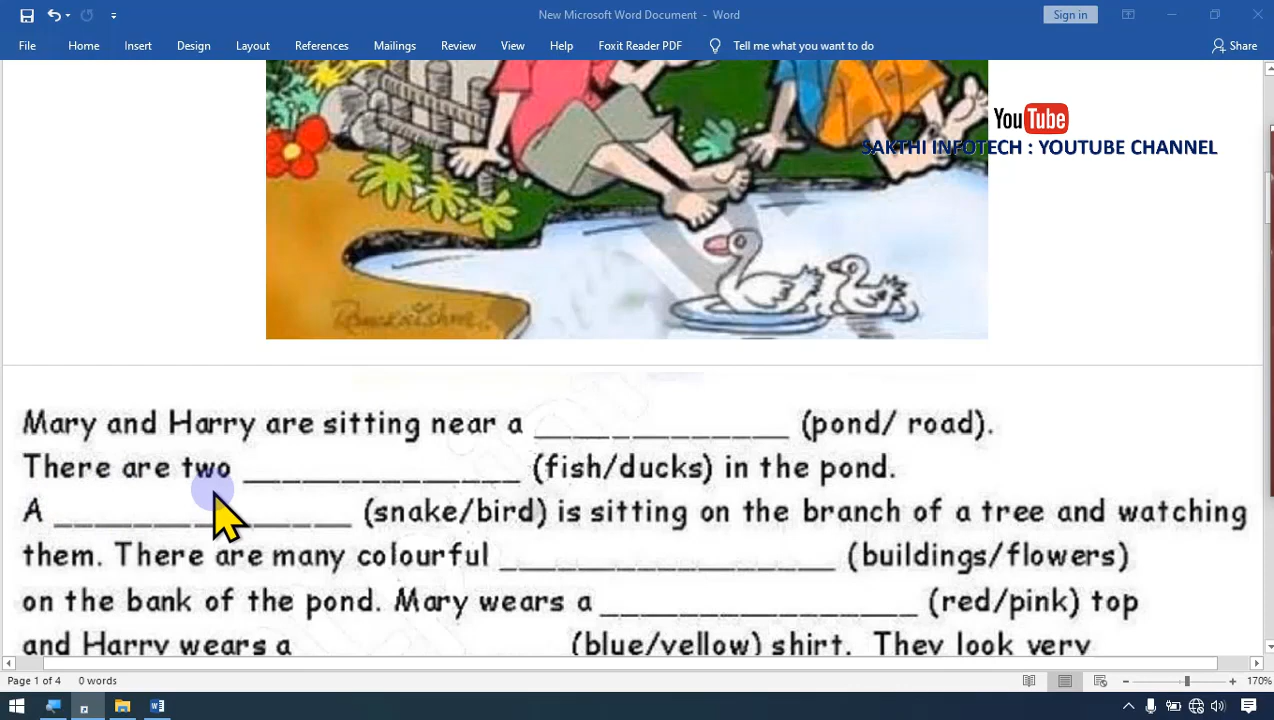 New Microsoft Word Document - Word
Sign in
File Home Insert Design Layout References Mailings Review View Help Foxit Reader PDF Tell me what you want to do Share
YouTube
SAKTHI INFOTECH : YOUTUBE CHANNEL
Mary and Harry are sitting near a _____________ (pond/ road).
There are two ______________ (fish/ducks) in the pond.
A _______________ (snake/bird) is sitting on the branch of a tree and watching
them. There are many colourful _________________ (buildings/flowers)
on the bank of the pond. Mary wears a ________________ (red/pink) top
and Harry wears a (blue/yellow) shirt. They look very
Page 1 of 4 0 words 170%